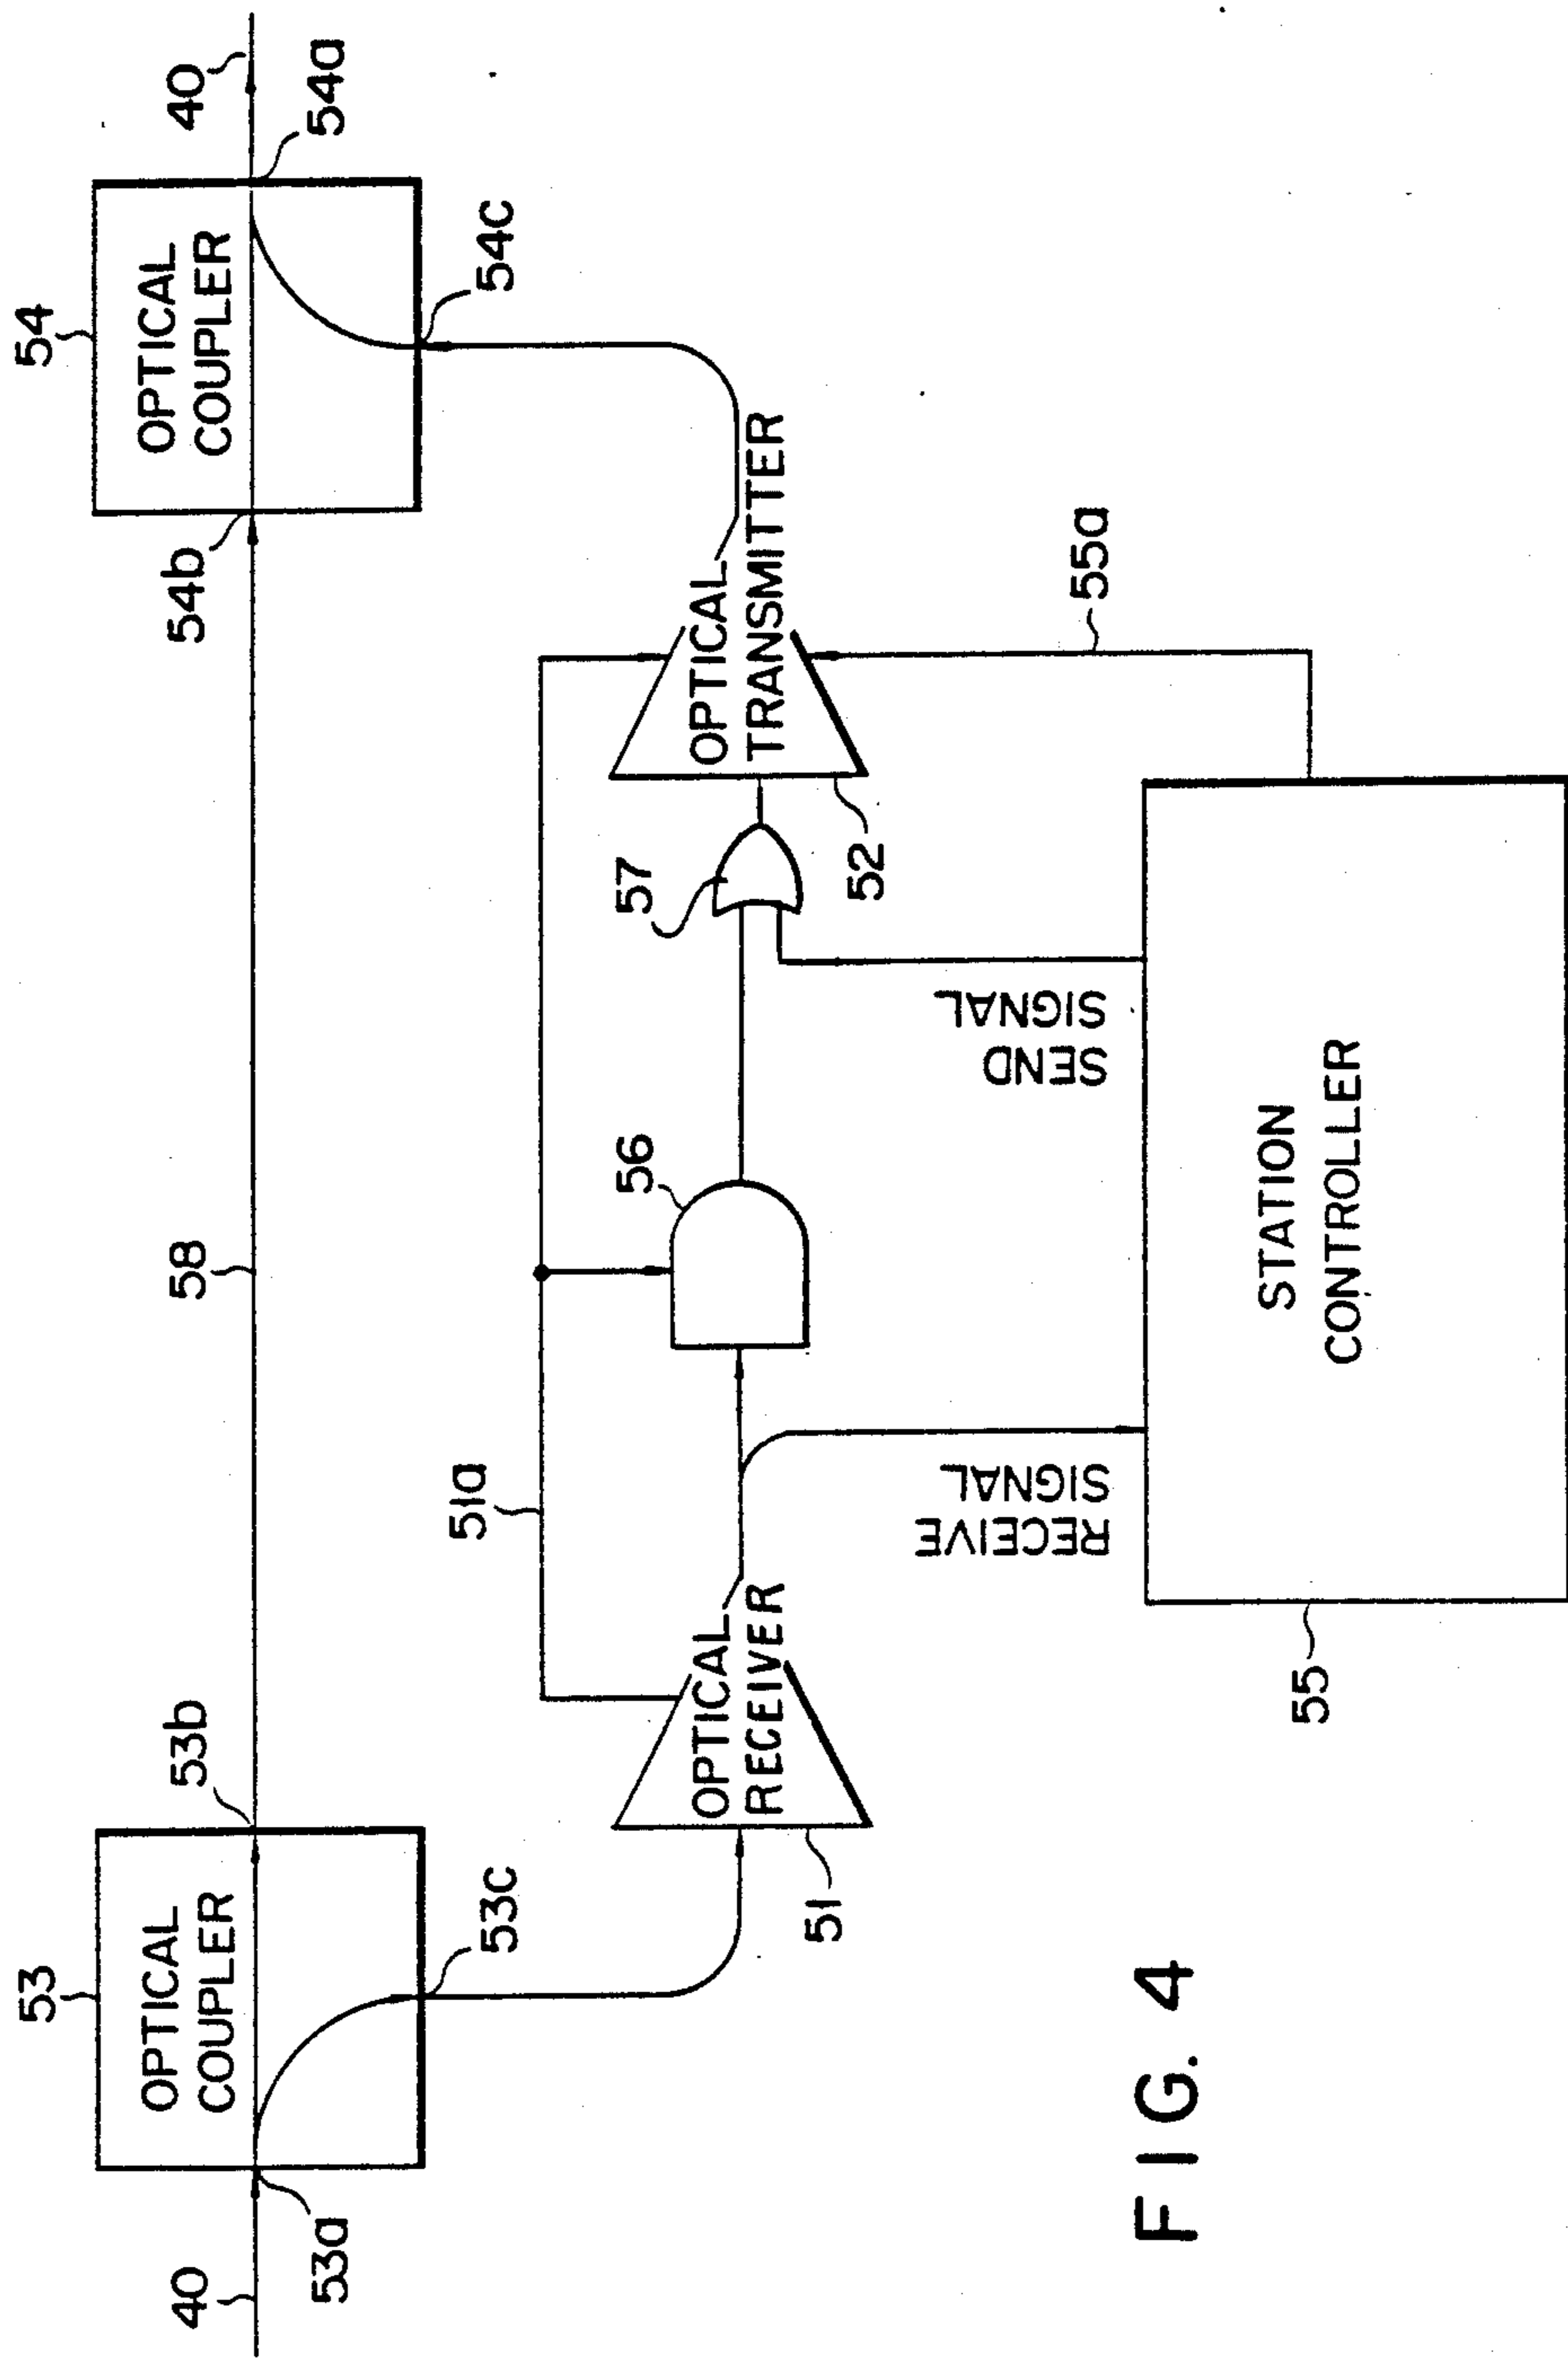 53
OPTICAL
COUPLER
40
53a
53b
53c
58
54
OPTICAL
COUPLER
54b
40
54a
54c
51a
OPTICAL
RECEIVER
51
56
57
OPTICAL
TRANSMITTER
52
RECEIVE
SIGNAL
SEND
SIGNAL
55a
STATION
CONTROLLER
55
FIG. 4